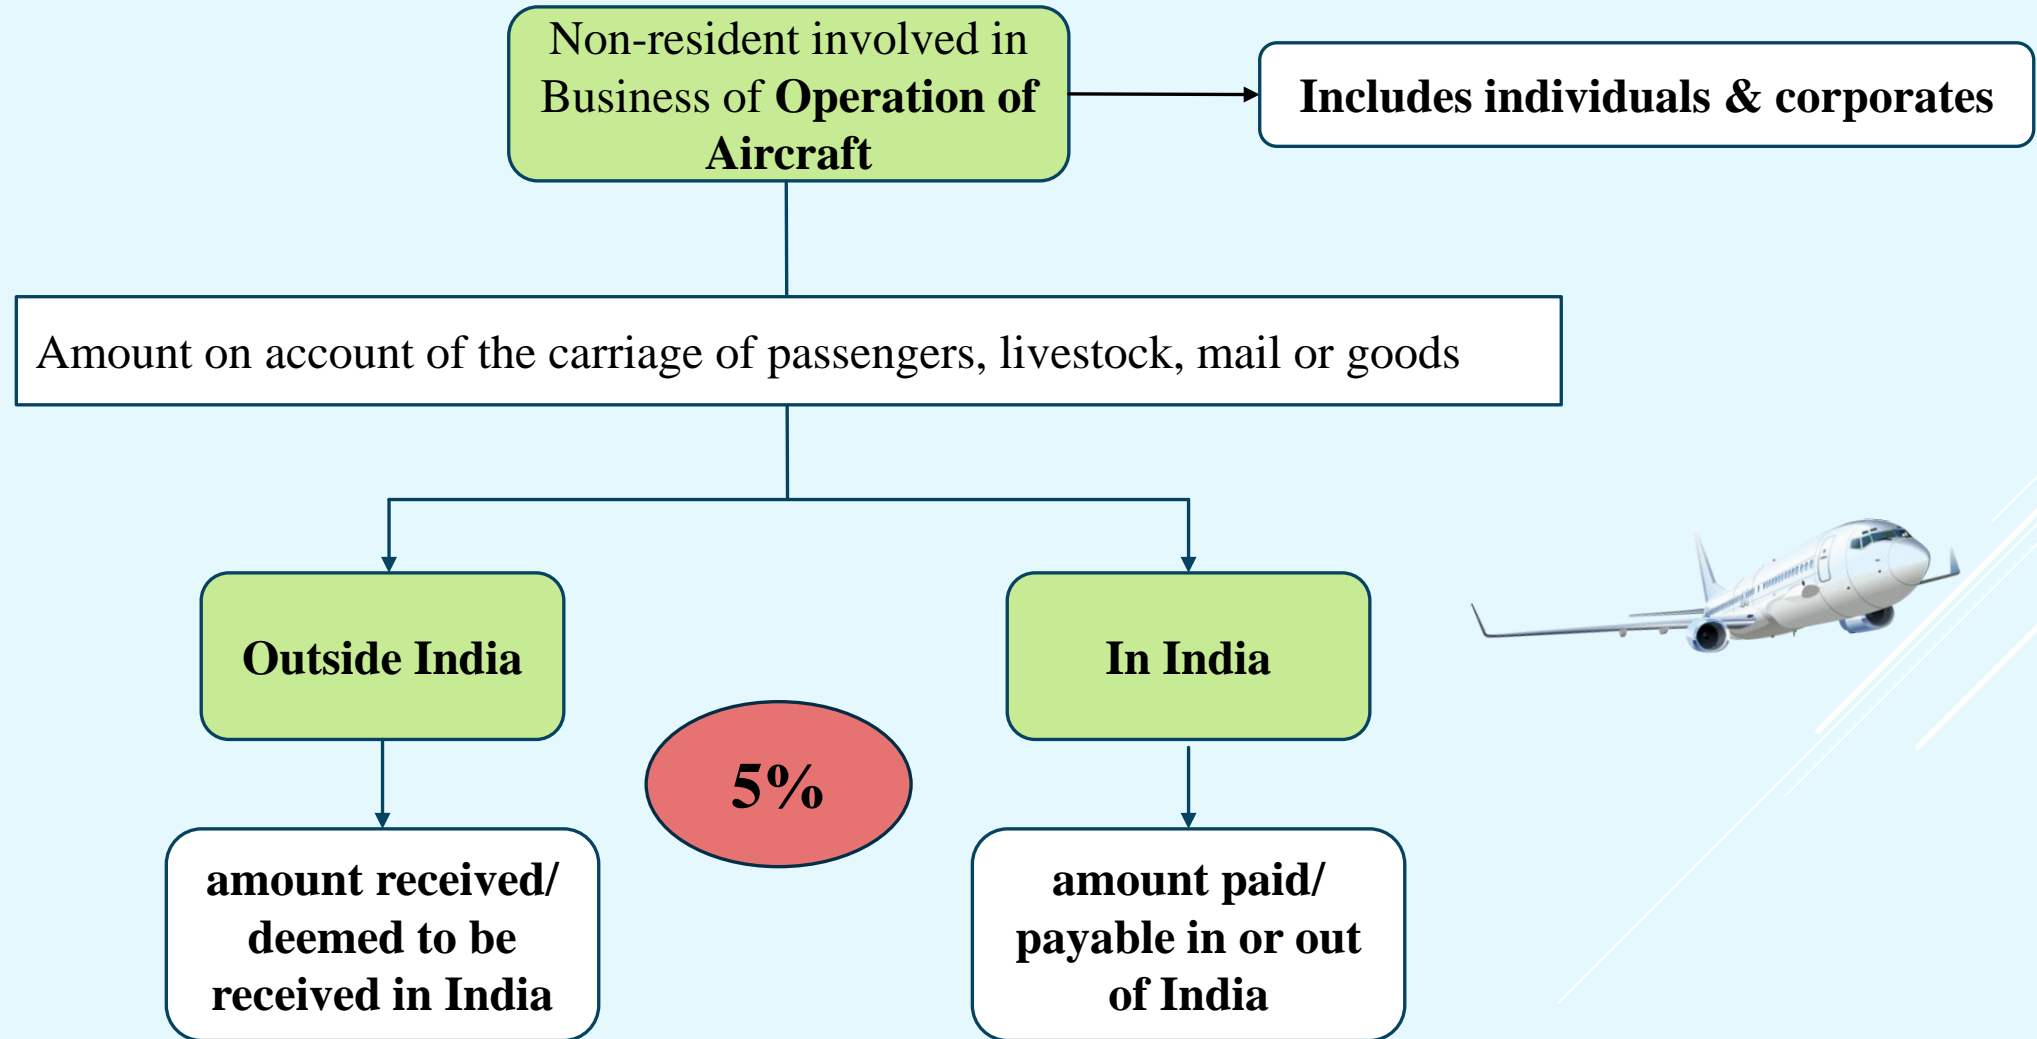 Non-resident involved in
Business of Operation of
Aircraft
Includes individuals & corporates
Amount on account of the carriage of passengers, livestock, mail or goods
Outside India
In India
5%
amount received/
deemed to be
received in India
amount paid/
payable in or out
of India